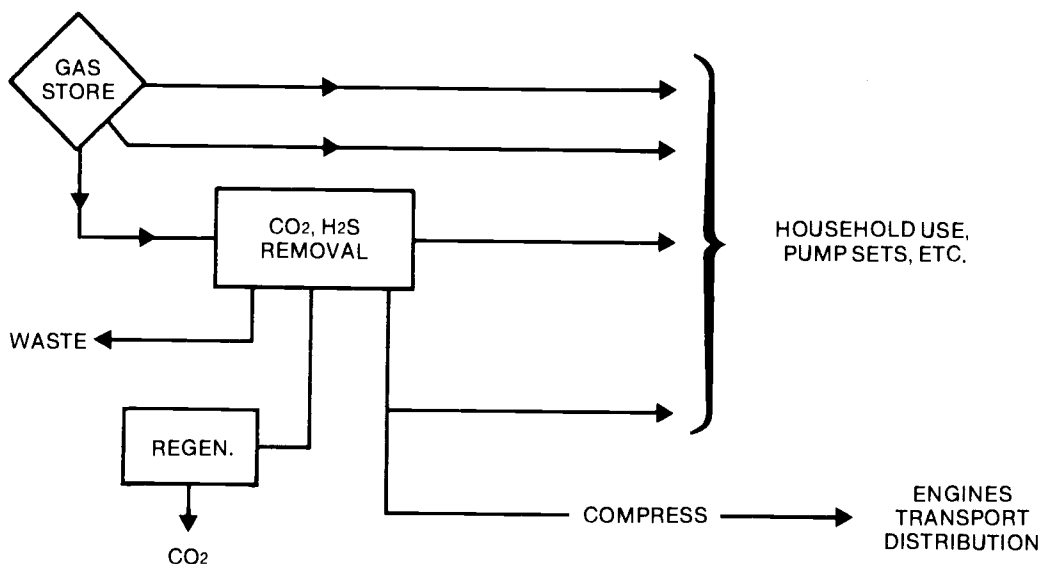 GAS
STORE
CO2, H2S
REMOVAL
HOUSEHOLD USE,
PUMP SETS, ETC.
WASTE
REGEN.
CO2
COMPRESS
ENGINES
TRANSPORT
DISTRIBUTION